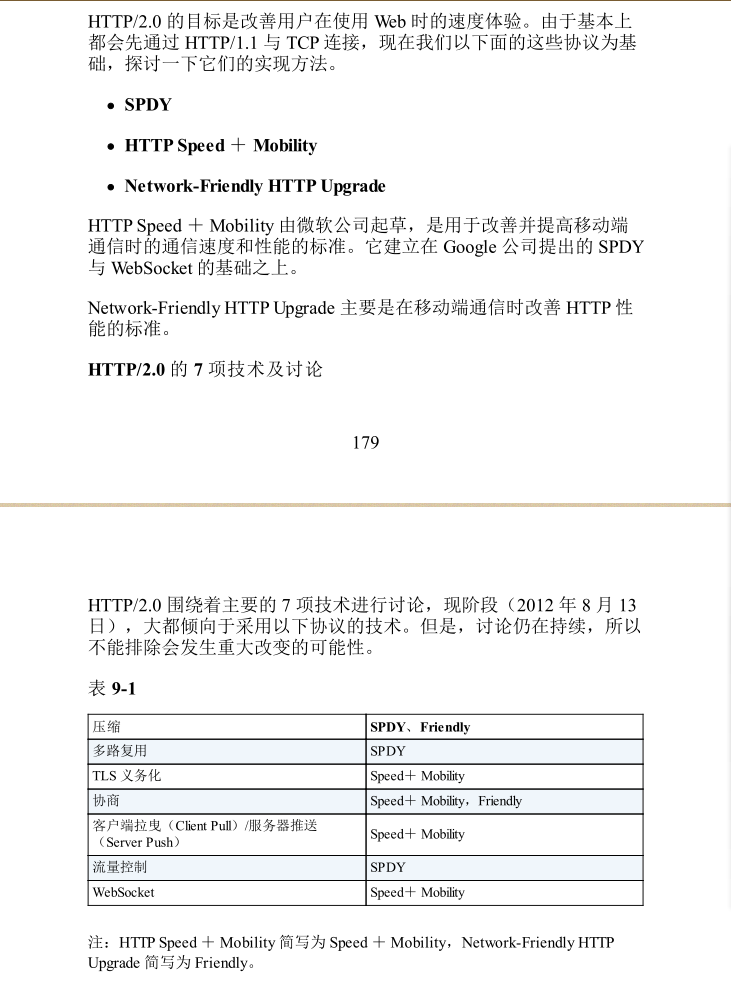 HTTP/2.0 的目标是改善用户在使用 Web 时的速度体验。由于基本上
都会先通过 HTTP/1.1 与 TCP 连接，现在我们以下面的这些协议为基
础，探讨一下它们的实现方法。
• SPDY
• HTTP Speed ＋ Mobility
• Network-Friendly HTTP Upgrade
HTTP Speed ＋ Mobility 由微软公司起草，是用于改善并提高移动端
通信时的通信速度和性能的标准。它建立在 Google 公司提出的 SPDY
与 WebSocket 的基础之上。
Network-Friendly HTTP Upgrade 主要是在移动端通信时改善 HTTP 性
能的标准。
HTTP/2.0 的 7 项技术及讨论
179
HTTP/2.0 围绕着主要的 7 项技术进行讨论，现阶段（2012 年 8 月 13
日），大都倾向于采用以下协议的技术。但是，讨论仍在持续，所以
不能排除会发生重大改变的可能性。
表 9-1
压缩 SPDY、Friendly
多路复用 SPDY
TLS 义务化 Speed＋ Mobility
协商 Speed＋ Mobility，Friendly
客户端拉曳（Client Pull）/服务器推送
（Server Push） Speed＋ Mobility
流量控制 SPDY
WebSocket Speed＋ Mobility
注：HTTP Speed ＋ Mobility 简写为 Speed ＋ Mobility，Network-Friendly HTTP
Upgrade 简写为 Friendly。